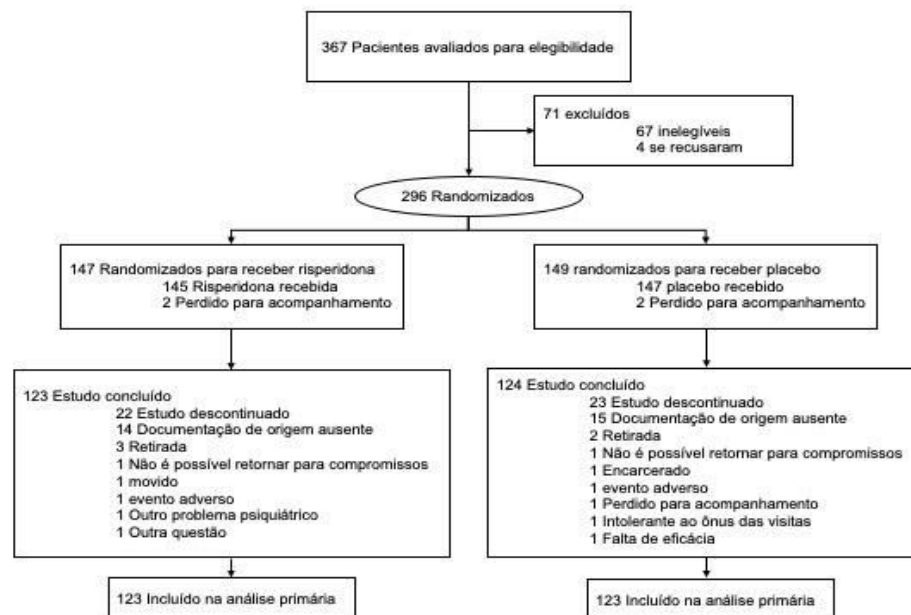 367 Pacientes avaliados para elegibilidade
71 excluídos
67 inelegíveis
4 se recusaram
296 Randomizados
147 Randomizados para receber risperidona
145 Risperidona recebida
2 Perdido para acompanhamento
149 randomizados para receber placebo
147 placebo recebido
2 Perdido para acompanhamento
123 Estudo concluído
22 Estudo descontinuado
14 Documentação de origem ausente
3 Retirada
1 Não é possível retornar para compromissos
1 movido
1 evento adverso
1 Outro problema psiquiátrico
1 Outra questão
124 Estudo concluído
23 Estudo descontinuado
15 Documentação de origem ausente
2 Retirada
1 Não é possível retornar para compromissos
1 Encarcerado
1 evento adverso
1 Perdido para acompanhamento
1 Intolerante ao ônus das visitas
1 Falta de eficácia
123 Incluído na análise primária
123 Incluído na análise primária